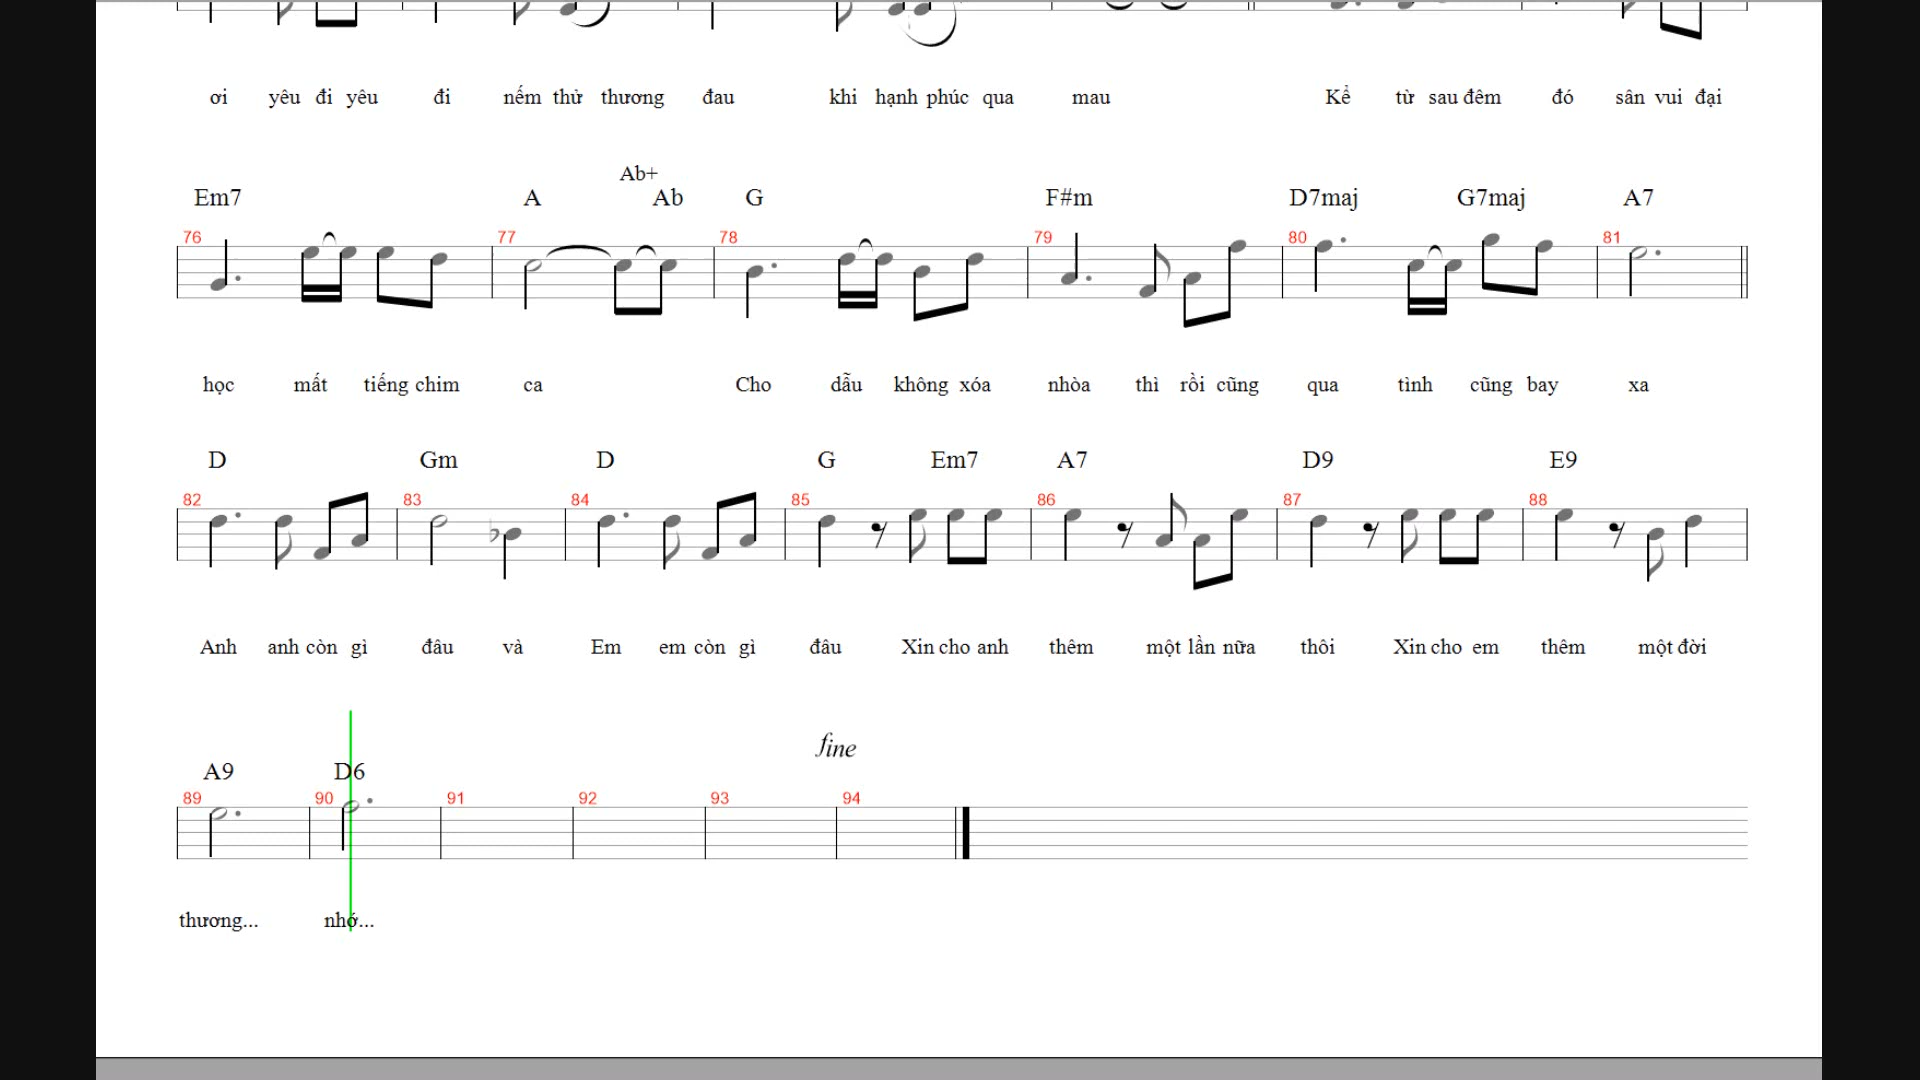 ơi yêu đi yêu đi nếm thử thương đau khi hạnh phúc qua mau Kể từ sau đêm đó sân vui đại
Ab+
Em7 A Ab G F#m D7maj G7maj A7
76 77 78 79 80 81
học mất tiếng chim ca Cho dẫu không xóa nhòa thì rồi cũng qua tình cũng bay xa
D Gm D G Em7 A7 D9 E9
82 83 84 85 86 87 88
Anh anh còn gì đâu và Em em còn gì đâu Xin cho anh thêm một lần nữa thôi Xin cho em thêm một đời
fine
A9 D6
89 90 91 92 93 94
thương... nhớ...